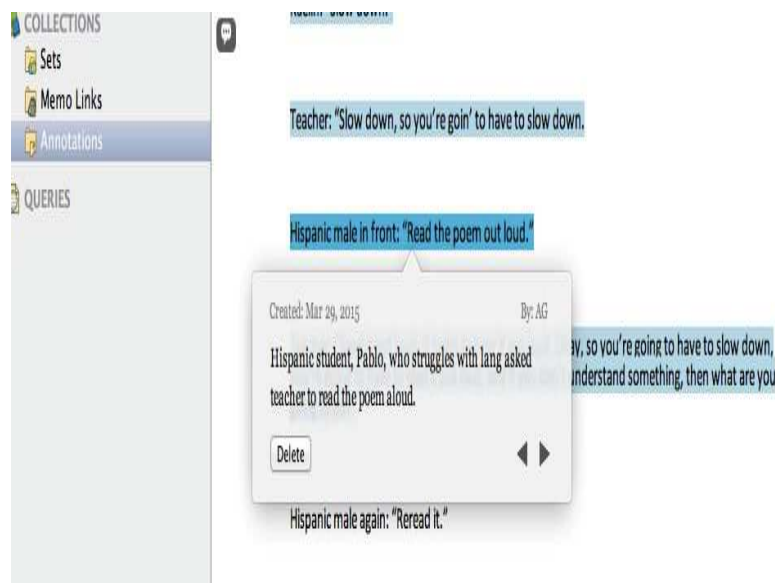 COLLECTIONS
Sets
Memo Links
Annotations
QUERIES
Teacher: “Slow down, so you’re goin’ to have to slow down.
Hispanic male in front: “Read the poem out loud.”
Created: Mar 29, 2015 By: AG
Hispanic student, Pablo, who struggles with lang asked
teacher to read the poem aloud.
Delete
so you’re going to have to slow down,
understand something, then what are you
Hispanic male again: “Reread it.”